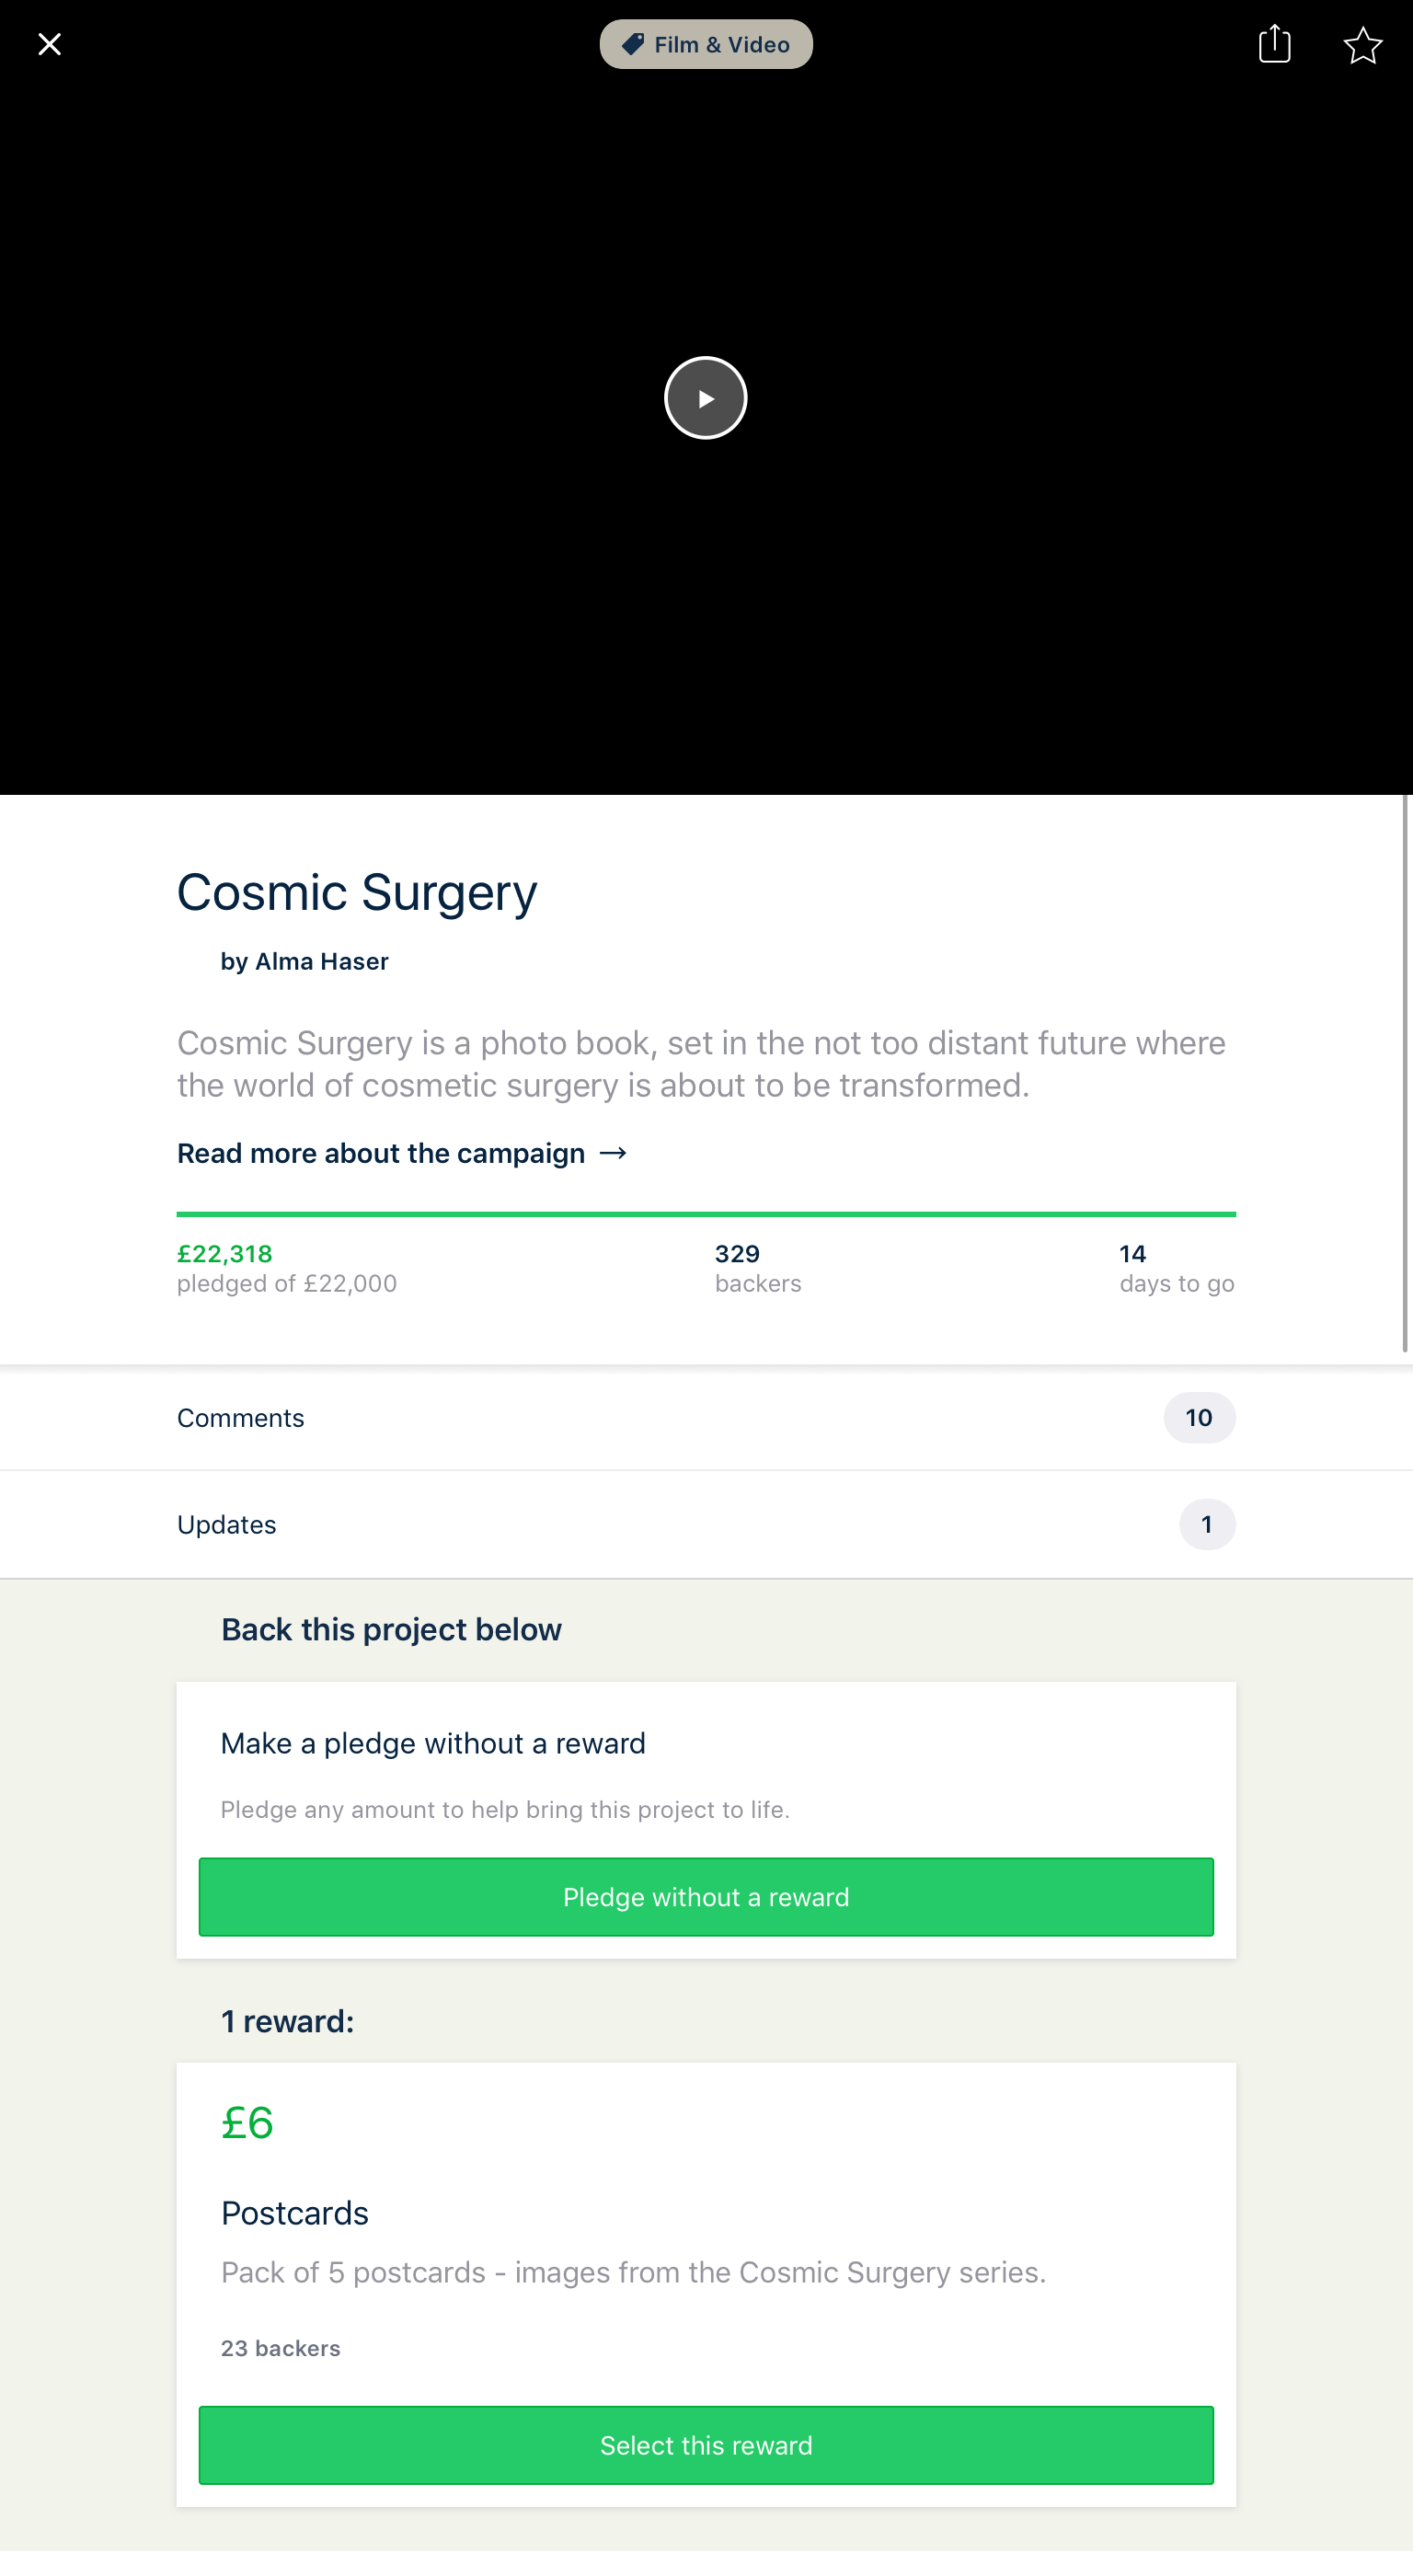 Film & Video
Cosmic Surgery
by Alma Haser
Cosmic Surgery is a photo book, set in the not too distant future where
the world of cosmetic surgery is about to be transformed.
Read more about the campaign →
£22,318
pledged of £22,000
329
backers
14
days to go
Comments
10
Updates
1
Back this project below
Make a pledge without a reward
Pledge any amount to help bring this project to life.
Pledge without a reward
1 reward:
£6
Postcards
Pack of 5 postcards - images from the Cosmic Surgery series.
23 backers
Select this reward